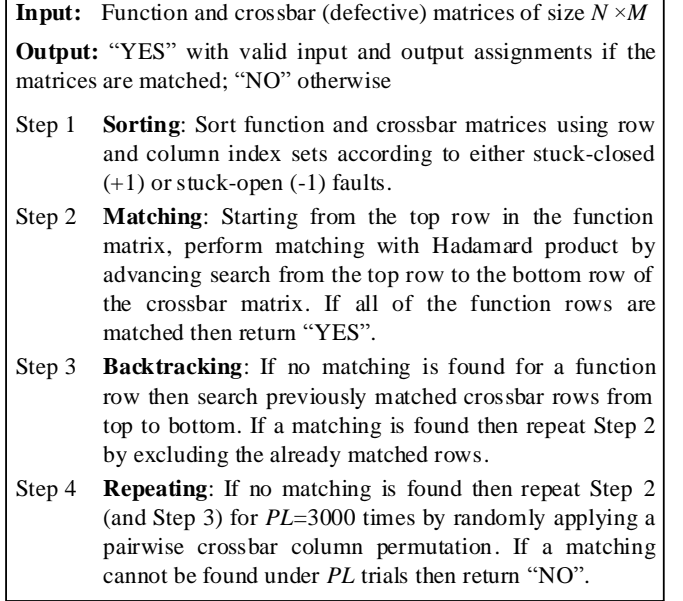 Input: Function and crossbar (defective) matrices of size N ×M
Output: “YES” with valid input and output assignments if the
matrices are matched; “NO” otherwise
Step 1 Sorting: Sort function and crossbar matrices using row
and column index sets according to either stuck-closed
(+1) or stuck-open (-1) faults.
Step 2 Matching: Starting from the top row in the function
matrix, perform matching with Hadamard product by
advancing search from the top row to the bottom row of
the crossbar matrix. If all of the function rows are
matched then return “YES”.
Step 3 Backtracking: If no matching is found for a function
row then search previously matched crossbar rows from
top to bottom. If a matching is found then repeat Step 2
by excluding the already matched rows.
Step 4 Repeating: If no matching is found then repeat Step 2
(and Step 3) for PL=3000 times by randomly applying a
pairwise crossbar column permutation. If a matching
cannot be found under PL trials then return “NO”.